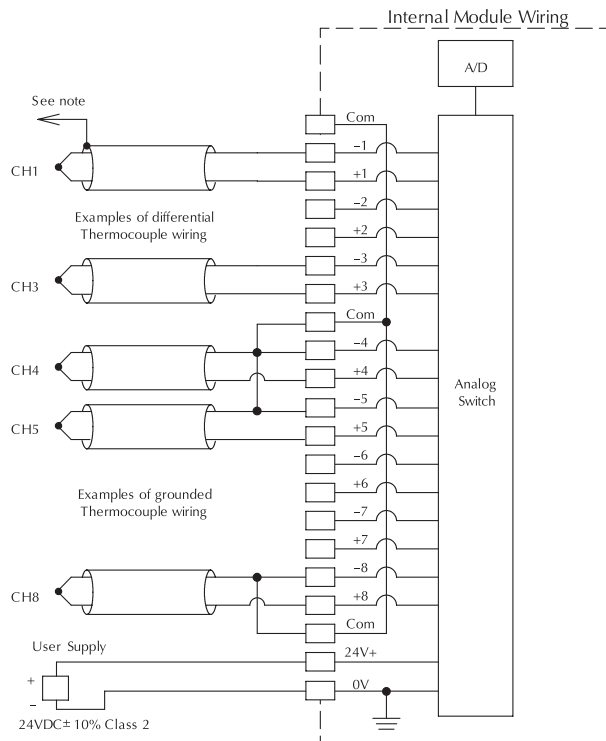 Internal Module Wiring
A/D
See note
Com
–1
CH1
+1
–2
Examples of differential
Thermocouple wiring
+2
–3
CH3
+3
Com
–4
CH4
+4
Analog
Switch
–5
CH5
+5
–6
Examples of grounded
Thermocouple wiring
+6
–7
+7
–8
CH8
+8
Com
User Supply
24V+
+
–
0V
24VDC± 10% Class 2